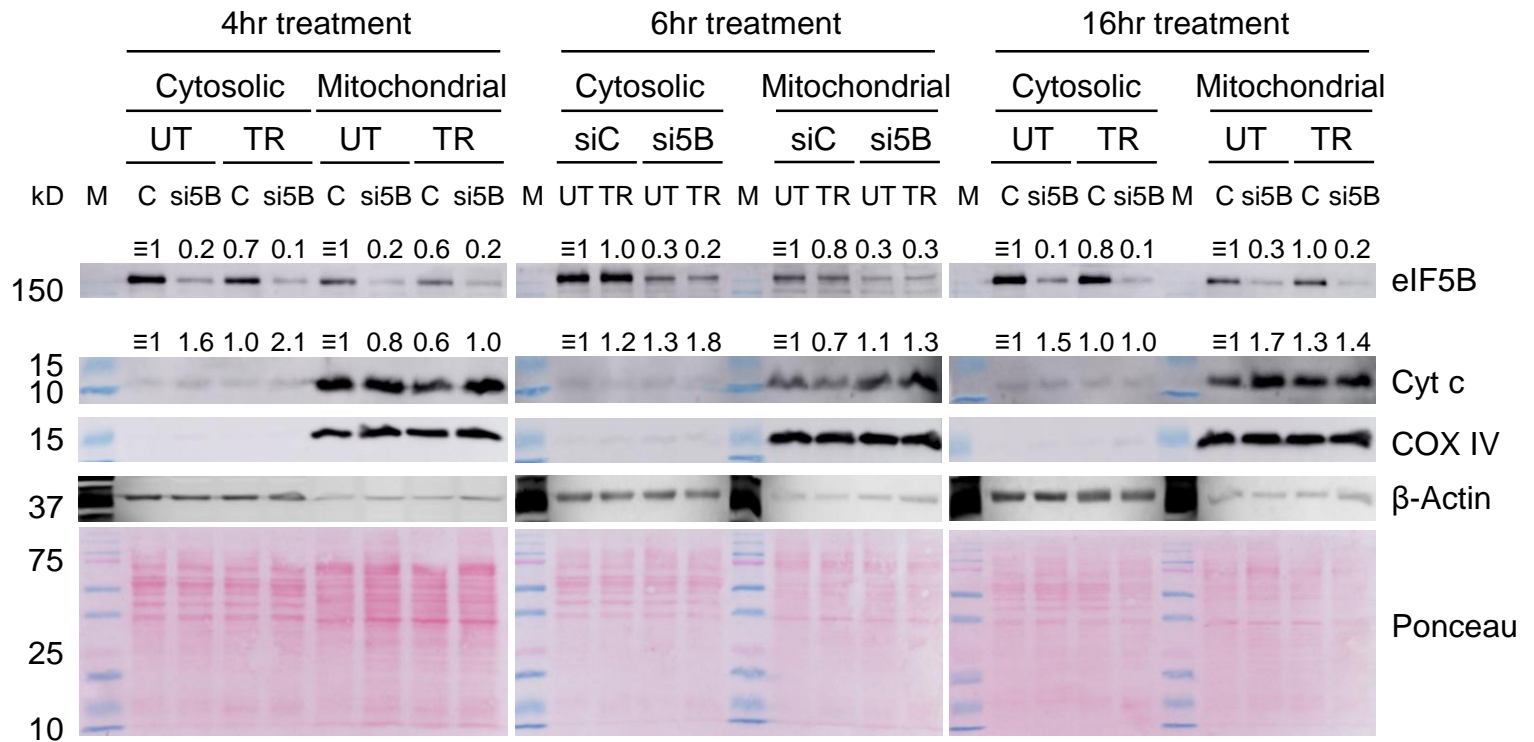 4hr treatment 6hr treatment 16hr treatment
Cytosolic Mitochondrial Cytosolic Mitochondrial Cytosolic Mitochondrial
UT TR UT TR siC si5B siC si5B UT TR UT TR
kD M C si5B C si5B C si5B C si5B M UT TR UT TR M UT TR UT TR M C si5B C si5B M C si5B C si5B
≡1 0.2 0.7 0.1 ≡1 0.2 0.6 0.2 ≡1 1.0 0.3 0.2 ≡1 0.8 0.3 0.3 ≡1 0.1 0.8 0.1 ≡1 0.3 1.0 0.2
150 eIF5B
≡1 1.6 1.0 2.1 ≡1 0.8 0.6 1.0 ≡1 1.2 1.3 1.8 ≡1 0.7 1.1 1.3 ≡1 1.5 1.0 1.0 ≡1 1.7 1.3 1.4
15
10 Cyt c
15 COX IV
37 β-Actin
75
Ponceau
25
10